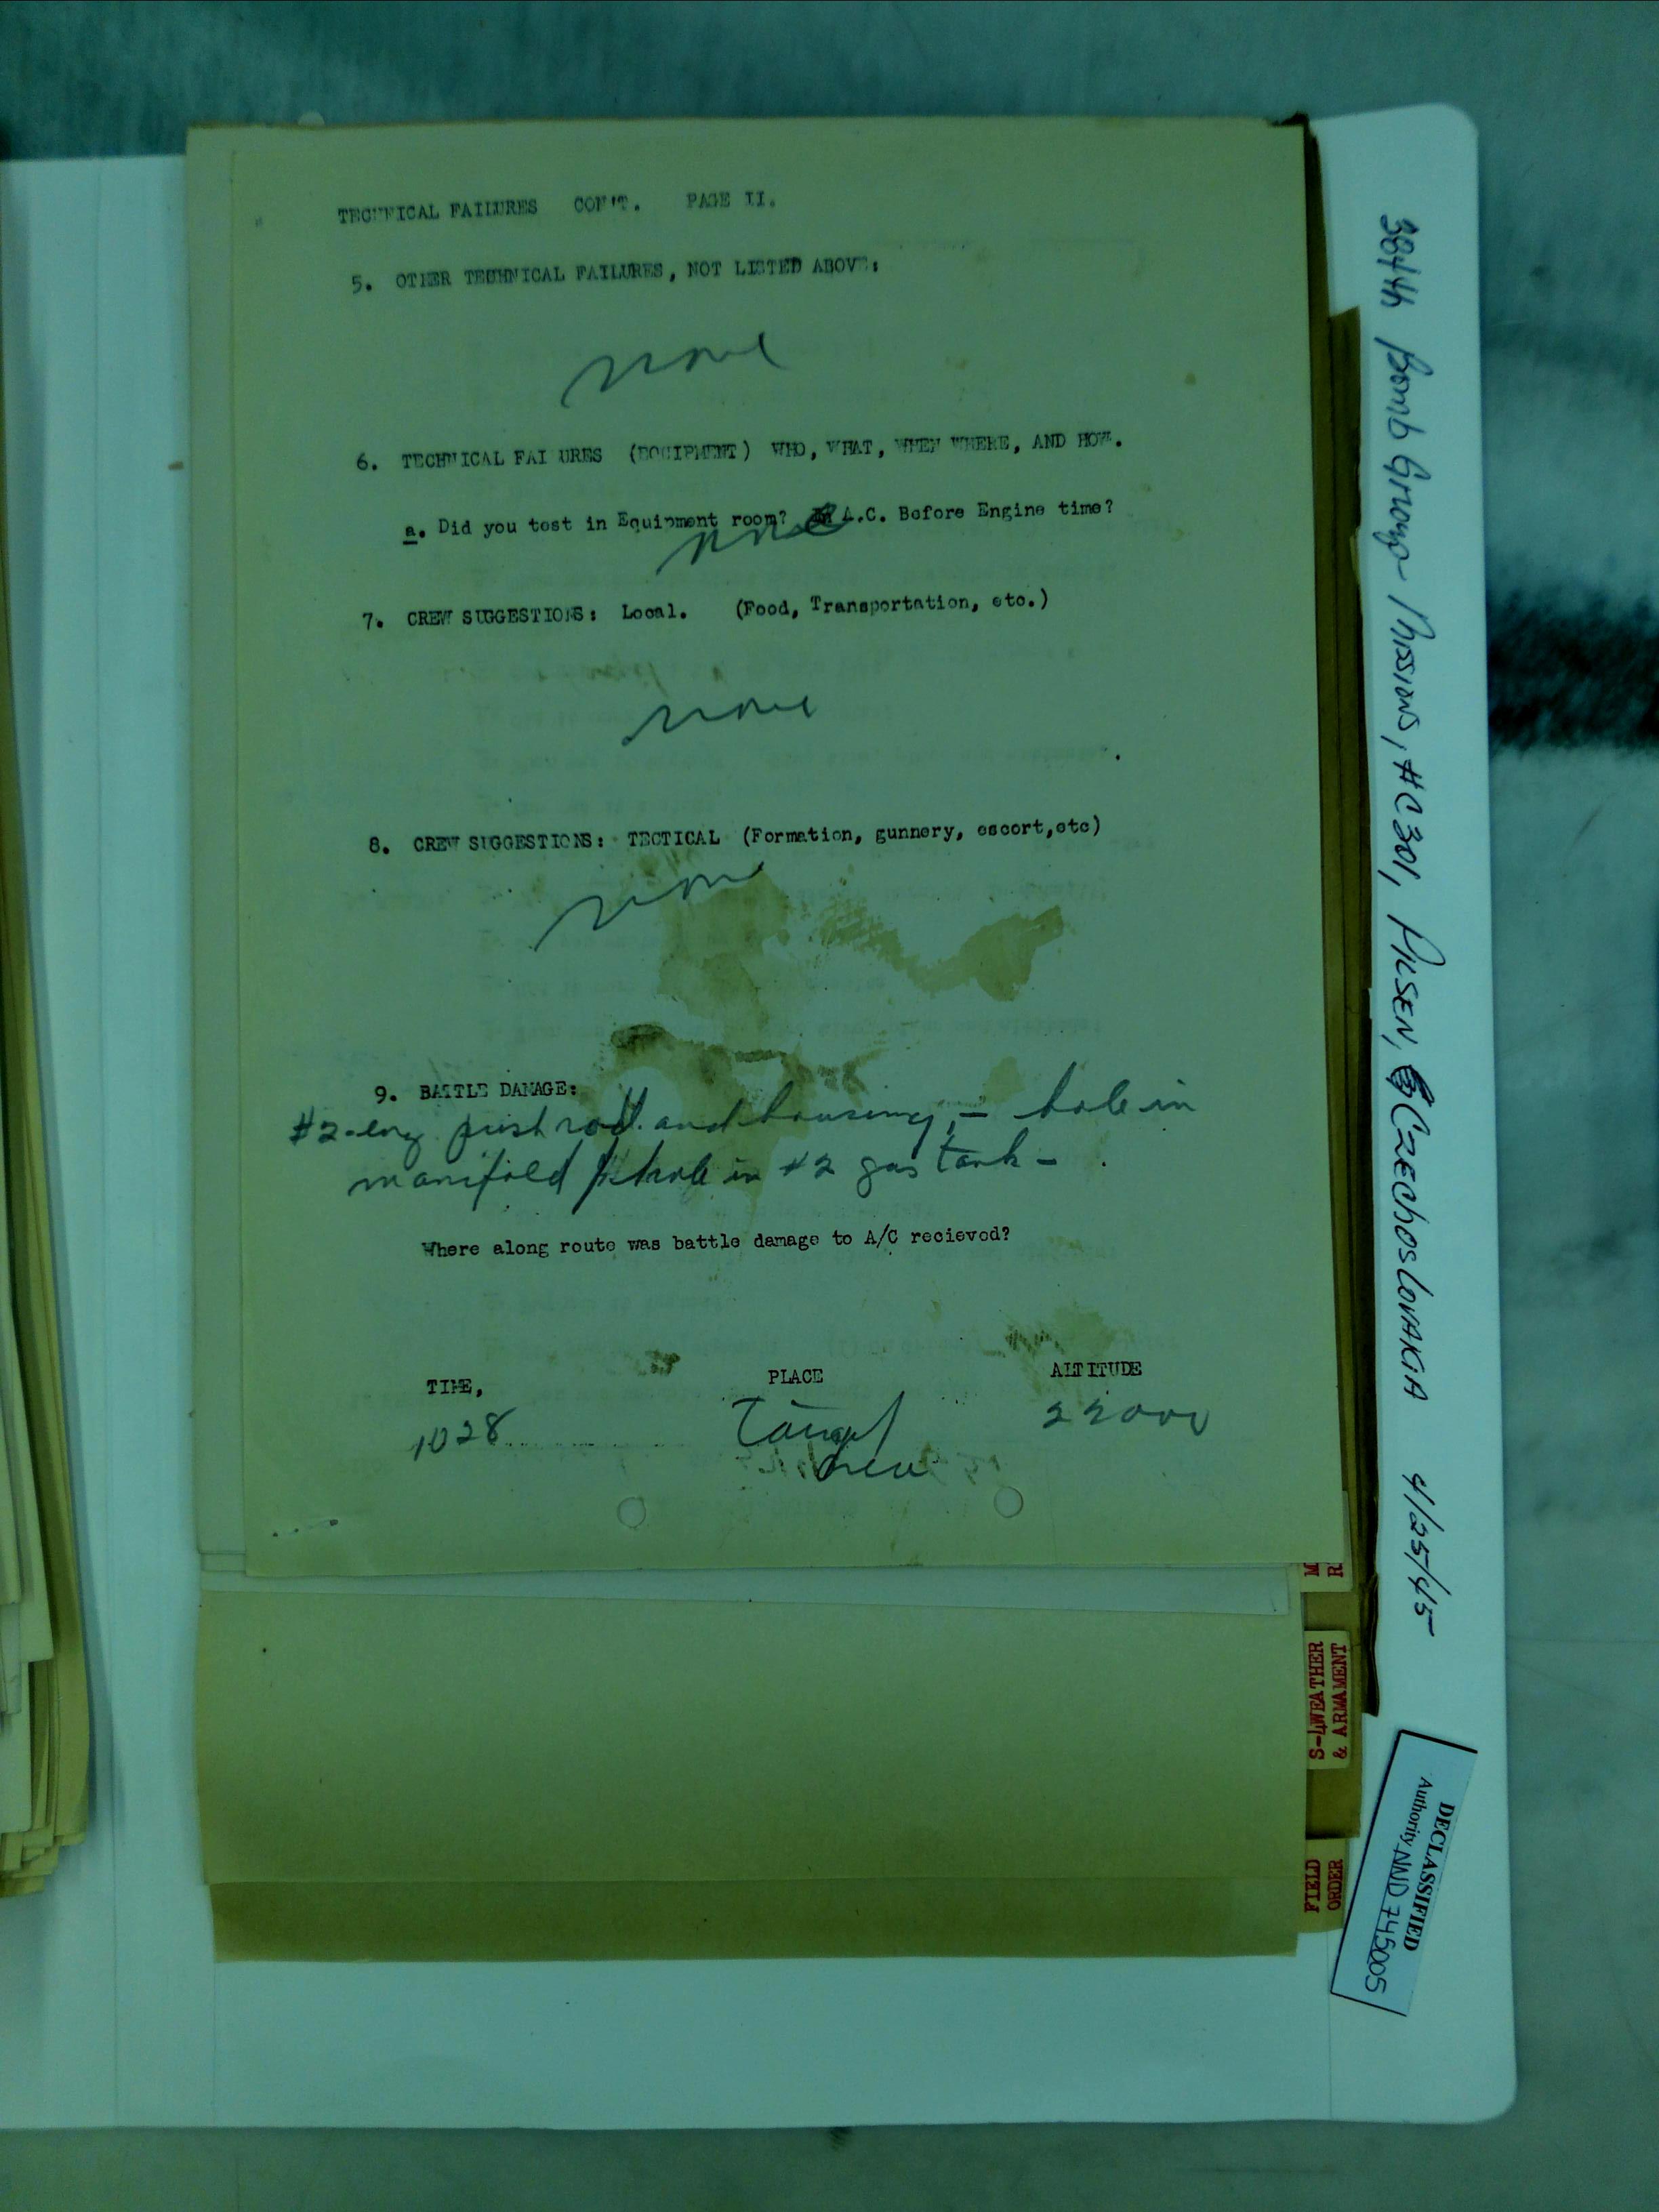 TECHNICAL FAILURES CON'T. PAGE II.
5. OTHER TECHNICAL FAILURES, NOT LISTED ABOVE:
none
6. TECHNICAL FAI URES (EQUIPMENT) WHO, WHAT, WHEN WHERE, AND HOW.
a. Did you test in Equipment room? A.C. Before Engine time?
none
7. CREW SUGGESTIONS: Local. (Food, Transportation, etc.)
none
8. CREW SUGGESTIONS: TECTICAL (Formation, gunnery, escort,etc)
none
9. BATTLE DAMAGE:
#2-eng push rod and housing, - hole in
manifold hole in #2 gas tank -
Where along route was battle damage to A/C recieved?
TIME, PLACE ALTITUDE
1028 Target 22000
area
M
R
S-4WEATHER
& ARMAMENT
FIELD
ORDER
384th Bomb Group Missions, #C301, PILSEN, CZECHOSLOVAKIA 4/25/45
DECLASSIFIED
Authority NND 745005